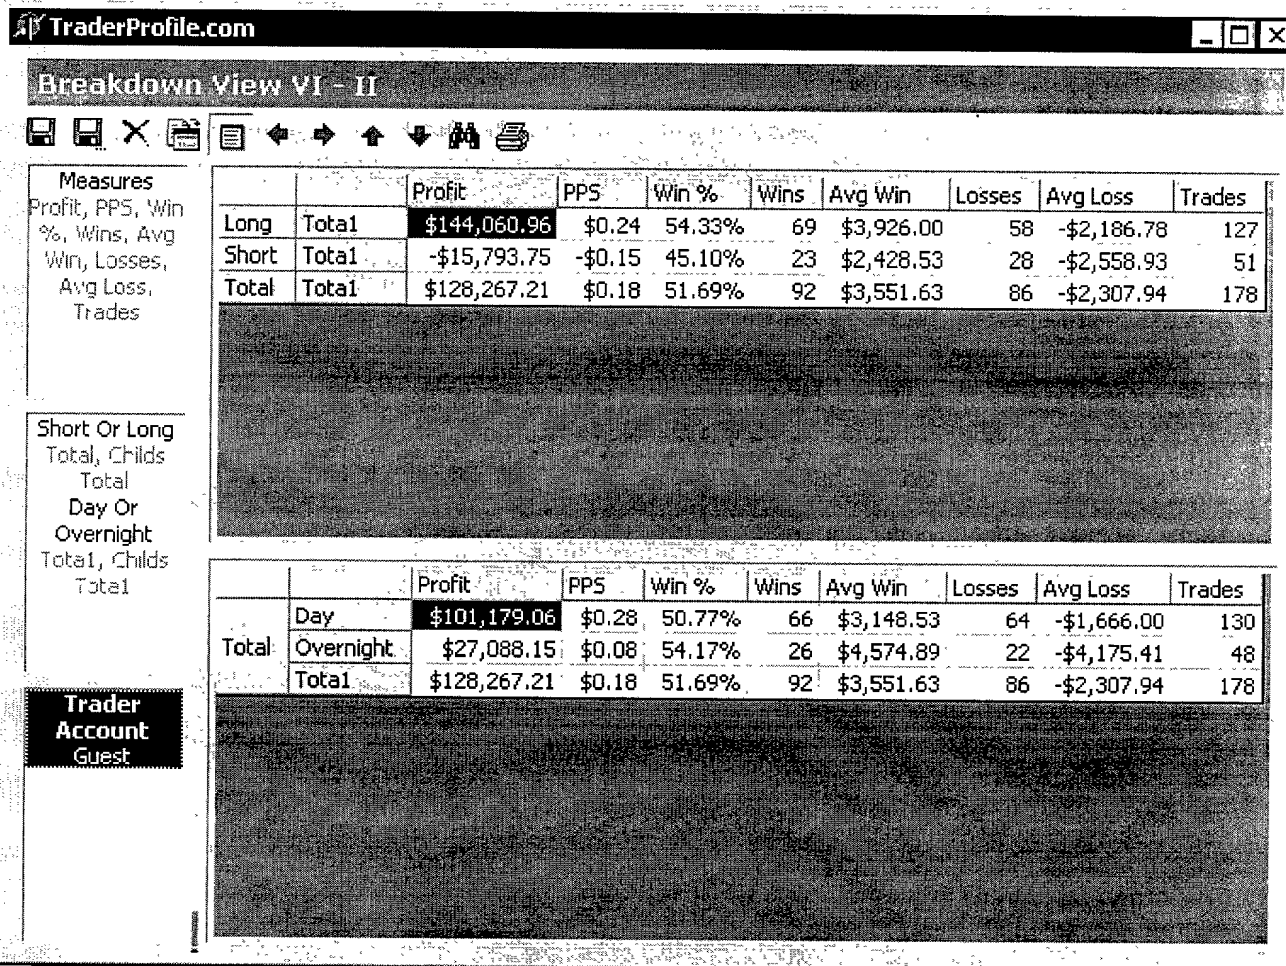 TraderProfile.com
Breakdown View VI - II
Measures
Profit, PPS, Win
%, Wins, Avg
Win, Losses,
Avg Loss,
Trades
Short Or Long
Total, Childs
Total
Day Or
Overnight
Total, Childs
Total
Trader
Account
Guest
Profit PPS Win % Wins Avg Win Losses Avg Loss Trades
Long Total $144,060.96 $0.24 54.33% 69 $3,926.00 58 -$2,186.78 127
Short Total -$15,793.75 -$0.15 45.10% 23 $2,428.53 28 -$2,558.93 51
Total Total $128,267.21 $0.18 51.69% 92 $3,551.63 86 -$2,307.94 178
Profit PPS Win % Wins Avg Win Losses Avg Loss Trades
Day $101,179.06 $0.28 50.77% 66 $3,148.53 64 -$1,666.00 130
Total Overnight $27,088.15 $0.08 54.17% 26 $4,574.89 22 -$4,175.41 48
Total $128,267.21 $0.18 51.69% 92 $3,551.63 86 -$2,307.94 178